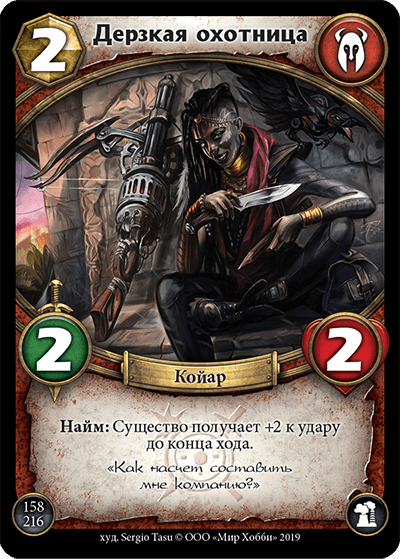 2 Дерзкая охотница
2 2
Койар
Найм: Существо получает +2 к удару
до конца хода.
«Как насчет составить
мне компанию?»
158
216
худ. Sergio Tasu © ООО «Мир Хобби» 2019